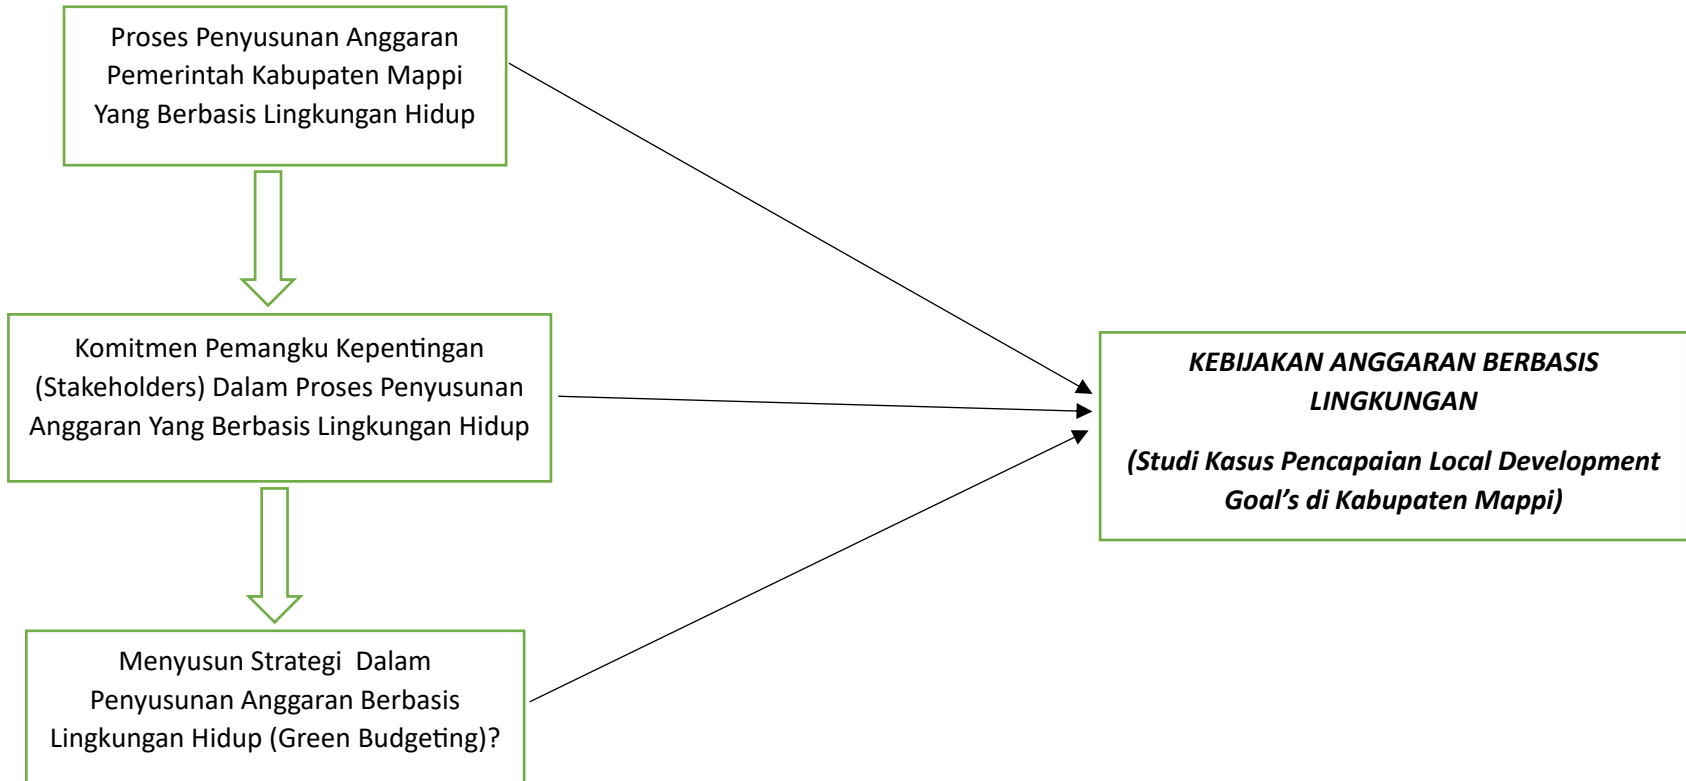 Proses Penyusunan Anggaran
Pemerintah Kabupaten Mappi
Yang Berbasis Lingkungan Hidup
Komitmen Pemangku Kepentingan
(Stakeholders) Dalam Proses Penyusunan
Anggaran Yang Berbasis Lingkungan Hidup
Menyusun Strategi  Dalam
Penyusunan Anggaran Berbasis
Lingkungan Hidup (Green Budgeting)?
KEBIJAKAN ANGGARAN BERBASIS
LINGKUNGAN
(Studi Kasus Pencapaian Local Development
Goal’s di Kabupaten Mappi)